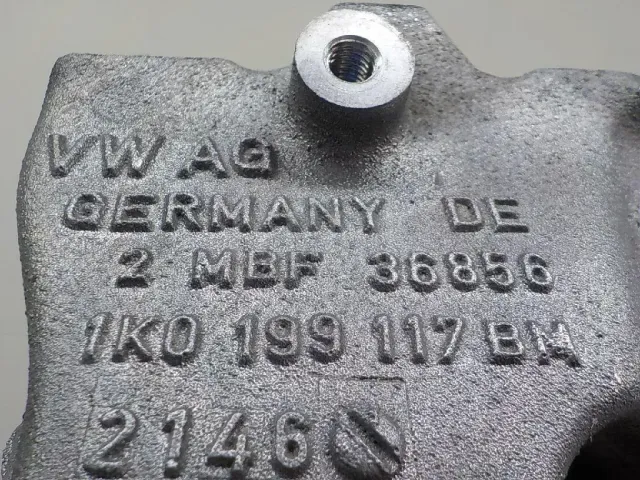 VW AG
GERMANY DE
2 MBF 36856
1K0 199 117 BM
2146